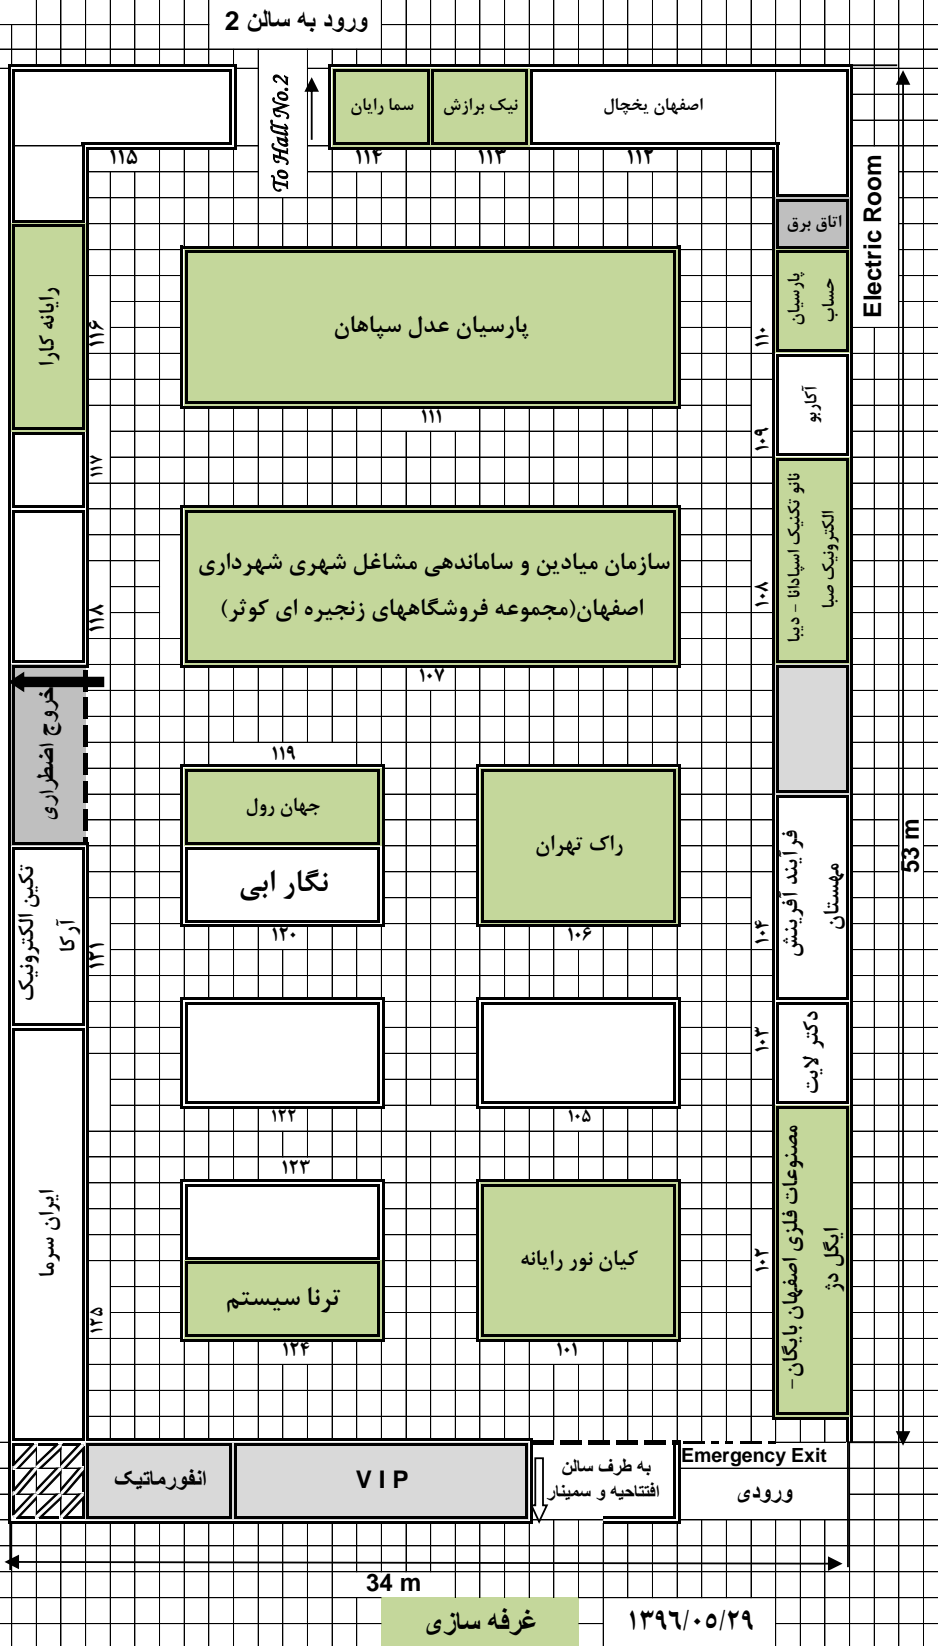 ورود به سالن 2
To Hall No.2
سما رایان
نیک برازش
اصفهان یخچال
۱۱۵
۱۱۴
۱۱۳
۱۱۲
اتاق برق
Electric Room
رایانه کارا
۱۱۶
پارسیان عدل سپاهان
۱۱۱
پارسیان
حساب
۱۱۰
آکاربو
۱۰۹
۱۱۷
سازمان میادین و ساماندهی مشاغل شهری شهرداری
اصفهان(مجموعه فروشگاههای زنجیره ای کوثر)
۱۰۷
نانو تکنیک اسپادانا - دیبا
الکترونیک صبا
۱۰۸
۱۱۸
خروج اضطراری
۱۱۹
جهان رول
نگار ابی
۱۲۰
راک تهران
۱۰۶
فرآیند آفرینش
مهستان
۱۰۴
53 m
تکین الکترونیک
آرکا
۱۲۱
دکتر لایت
۱۰۳
۱۲۲
۱۰۵
۱۲۳
ایران سرما
۱۲۵
ترنا سیستم
۱۲۴
کیان نور رایانه
۱۰۱
مصنوعات فلزی اصفهان بایگان-
ایگل دژ
۱۰۲
انفورماتیک
V I P
به طرف سالن
افتتاحیه و سمینار
Emergency Exit
ورودی
34 m
غرفه سازی
۱۳۹۶/۰۵/۲۹